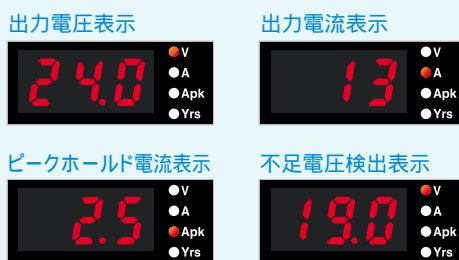 出力電圧表示
24.0
V
A
Apk
Yrs
出力電流表示
13
V
A
Apk
Yrs
ピークホールド電流表示
2.5
V
A
Apk
Yrs
不足電圧検出表示
19.0
V
A
Apk
Yrs